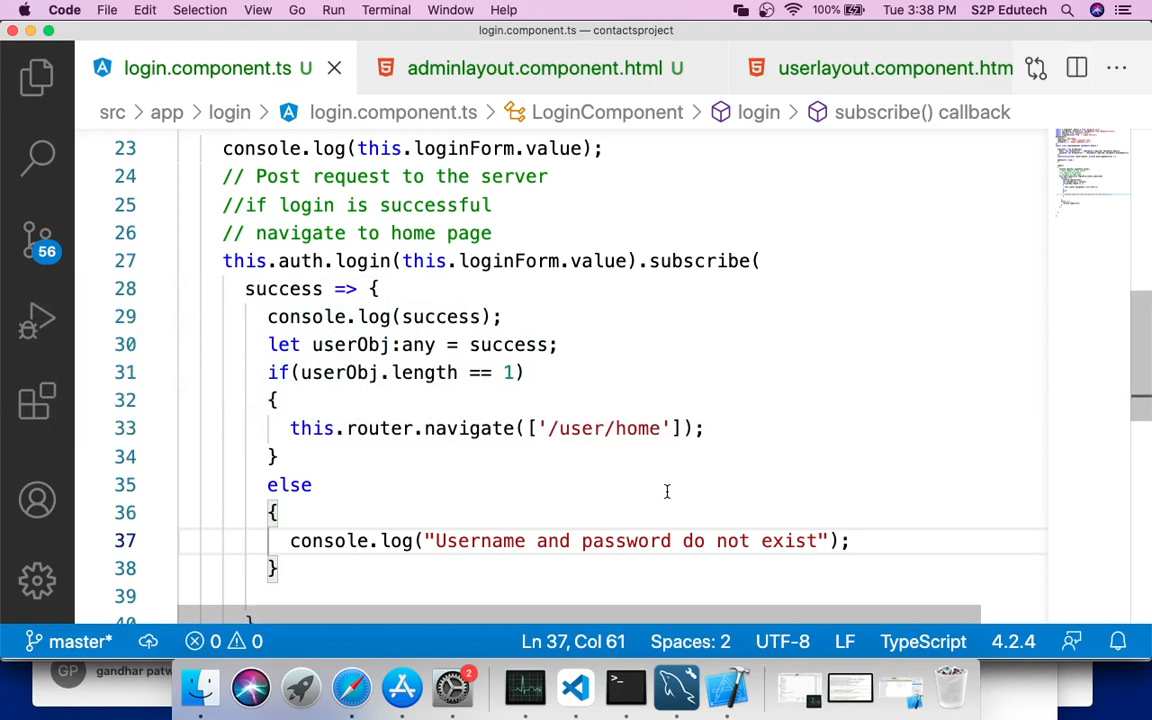 Code File Edit Selection View Go Run Terminal Window Help 100% Tue 3:38 PM S2P Edutech
login.component.ts — contactsproject
login.component.ts U adminlayout.component.html U userlayout.component.htm
src > app > login > login.component.ts > LoginComponent > login > subscribe() callback
23 console.log(this.loginForm.value);
24 // Post request to the server
25 //if login is successful
26 // navigate to home page
27 this.auth.login(this.loginForm.value).subscribe(
28 success => {
29 console.log(success);
30 let userObj:any = success;
31 if(userObj.length == 1)
32 {
33 this.router.navigate(['/user/home']);
34 }
35 else
36 {
37 console.log("Username and password do not exist");
38 }
39
40 }
56
master* 0 0 Ln 37, Col 61 Spaces: 2 UTF-8 LF TypeScript 4.2.4
GP gandhar patw
2